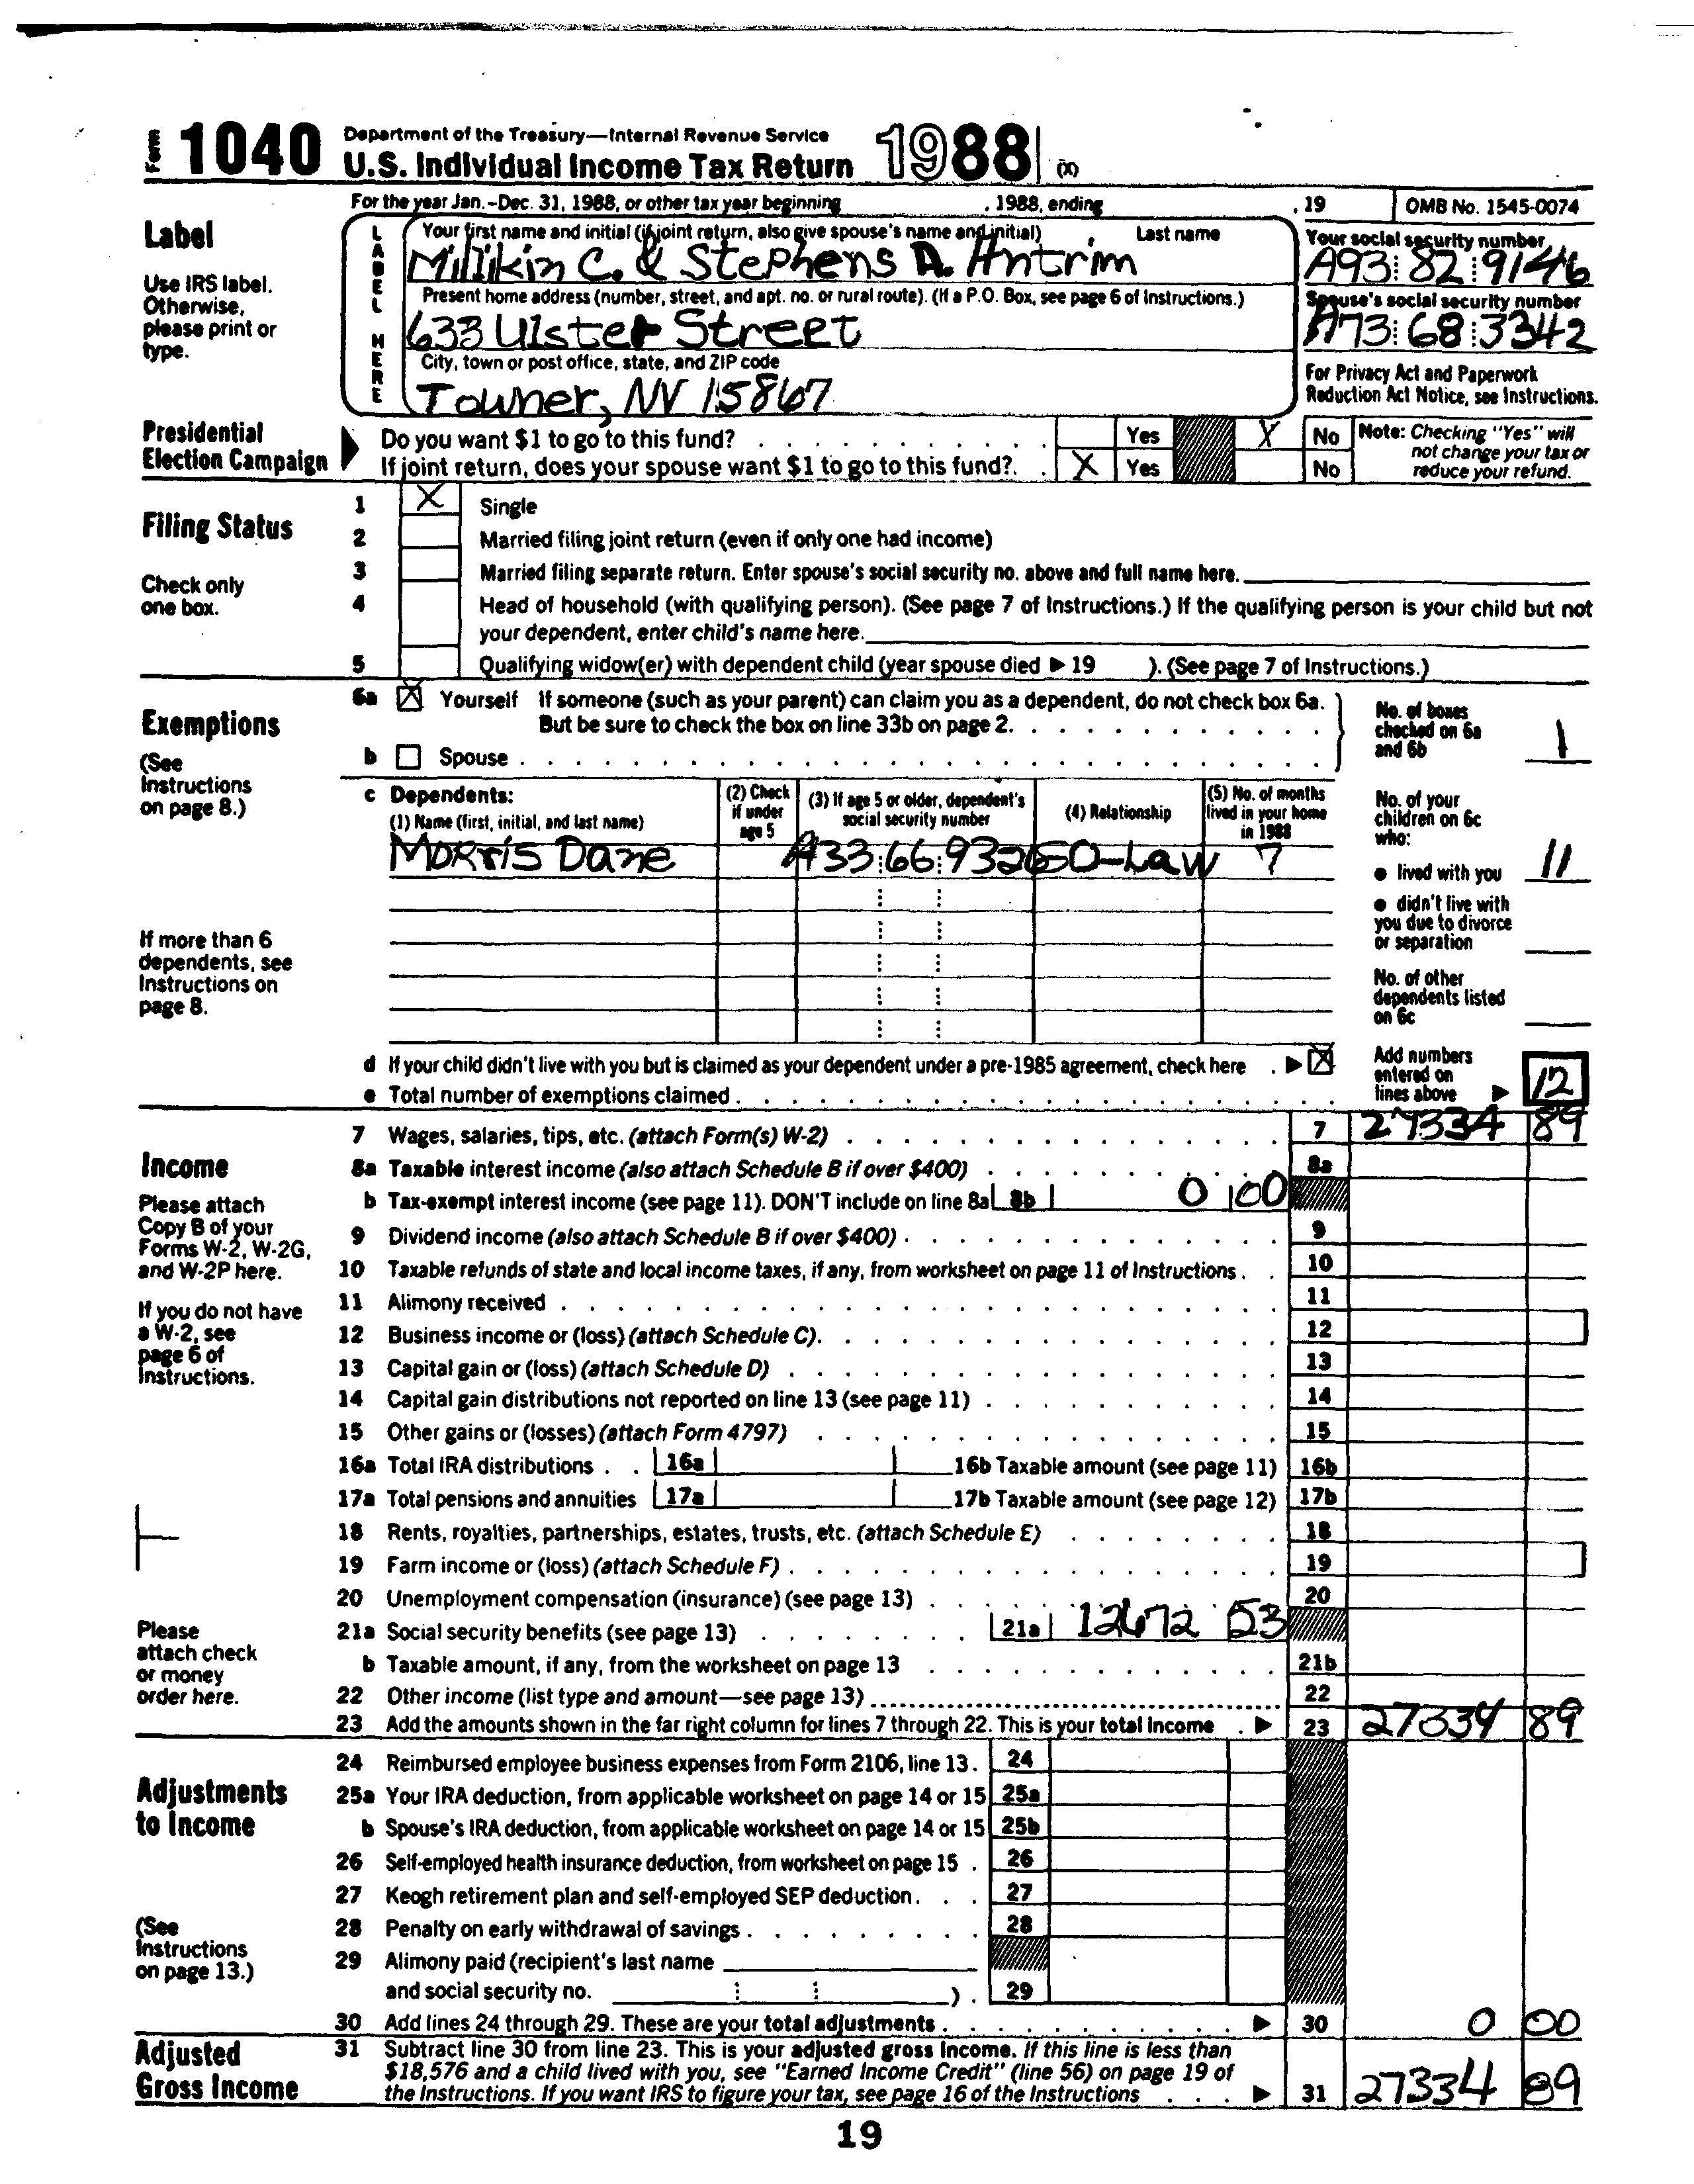 Form 1040 Department of the Treasury—Internal Revenue Service
U.S. Individual Income Tax Return 1988 (X)
For the year Jan.–Dec. 31, 1988, or other tax year beginning , 1988, ending , 19 OMB No. 1545-0074
Label
Use IRS label.
Otherwise,
please print or
type.
LABEL HERE
Your first name and initial (if joint return, also give spouse's name and initial) Last name
Millikin C. & Stephens A. Antrim
Your social security number
A93 82 9146
Present home address (number, street, and apt. no. or rural route). (If a P.O. Box, see page 6 of Instructions.)
633 Ulster Street
Spouse's social security number
A73 68 3342
City, town or post office, state, and ZIP code
Towner, NV 15867
For Privacy Act and Paperwork
Reduction Act Notice, see Instructions.
Presidential
Election Campaign
Do you want $1 to go to this fund? Yes X No
If joint return, does your spouse want $1 to go to this fund? X Yes No
Note: Checking "Yes" will
not change your tax or
reduce your refund.
Filing Status
Check only
one box.
1 X Single
2 Married filing joint return (even if only one had income)
3 Married filing separate return. Enter spouse's social security no. above and full name here.
4 Head of household (with qualifying person). (See page 7 of Instructions.) If the qualifying person is your child but not
your dependent, enter child's name here.
5 Qualifying widow(er) with dependent child (year spouse died ▶ 19 ). (See page 7 of Instructions.)
Exemptions
(See
Instructions
on page 8.)
6a X Yourself If someone (such as your parent) can claim you as a dependent, do not check box 6a.
But be sure to check the box on line 33b on page 2.
b Spouse
No. of boxes
checked on 6a
and 6b 1
c Dependents:
(1) Name (first, initial, and last name)
(2) Check
if under
age 5
(3) If age 5 or older, dependent's
social security number
(4) Relationship
(5) No. of months
lived in your home
in 1988
Morris Dane A33 66 9326 SO-Law 7
No. of your
children on 6c
who:
● lived with you 11
● didn't live with
you due to divorce
or separation
No. of other
dependents listed
on 6c
If more than 6
dependents, see
Instructions on
page 8.
d If your child didn't live with you but is claimed as your dependent under a pre-1985 agreement, check here ▶ X
e Total number of exemptions claimed
Add numbers
entered on
lines above ▶ 12
Income
Please attach
Copy B of your
Forms W-2, W-2G,
and W-2P here.
If you do not have
a W-2, see
page 6 of
Instructions.
Please
attach check
or money
order here.
7 Wages, salaries, tips, etc. (attach Form(s) W-2) 7 27334 89
8a Taxable interest income (also attach Schedule B if over $400) 8a
b Tax-exempt interest income (see page 11). DON'T include on line 8a 8b 0 00
9 Dividend income (also attach Schedule B if over $400) 9
10 Taxable refunds of state and local income taxes, if any, from worksheet on page 11 of Instructions 10
11 Alimony received 11
12 Business income or (loss) (attach Schedule C) 12
13 Capital gain or (loss) (attach Schedule D) 13
14 Capital gain distributions not reported on line 13 (see page 11) 14
15 Other gains or (losses) (attach Form 4797) 15
16a Total IRA distributions 16a 16b Taxable amount (see page 11) 16b
17a Total pensions and annuities 17a 17b Taxable amount (see page 12) 17b
18 Rents, royalties, partnerships, estates, trusts, etc. (attach Schedule E) 18
19 Farm income or (loss) (attach Schedule F) 19
20 Unemployment compensation (insurance) (see page 13) 20
21a Social security benefits (see page 13) 21a 12672 53
b Taxable amount, if any, from the worksheet on page 13 21b
22 Other income (list type and amount—see page 13) 22
23 Add the amounts shown in the far right column for lines 7 through 22. This is your total income ▶ 23 27334 89
Adjustments
to Income
(See
Instructions
on page 13.)
24 Reimbursed employee business expenses from Form 2106, line 13. 24
25a Your IRA deduction, from applicable worksheet on page 14 or 15 25a
b Spouse's IRA deduction, from applicable worksheet on page 14 or 15 25b
26 Self-employed health insurance deduction, from worksheet on page 15 26
27 Keogh retirement plan and self-employed SEP deduction 27
28 Penalty on early withdrawal of savings 28
29 Alimony paid (recipient's last name
and social security no. ) 29
30 Add lines 24 through 29. These are your total adjustments ▶ 30 0 00
Adjusted
Gross Income
31 Subtract line 30 from line 23. This is your adjusted gross income. If this line is less than
$18,576 and a child lived with you, see "Earned Income Credit" (line 56) on page 19 of
the Instructions. If you want IRS to figure your tax, see page 16 of the Instructions ▶ 31 27334 89
19